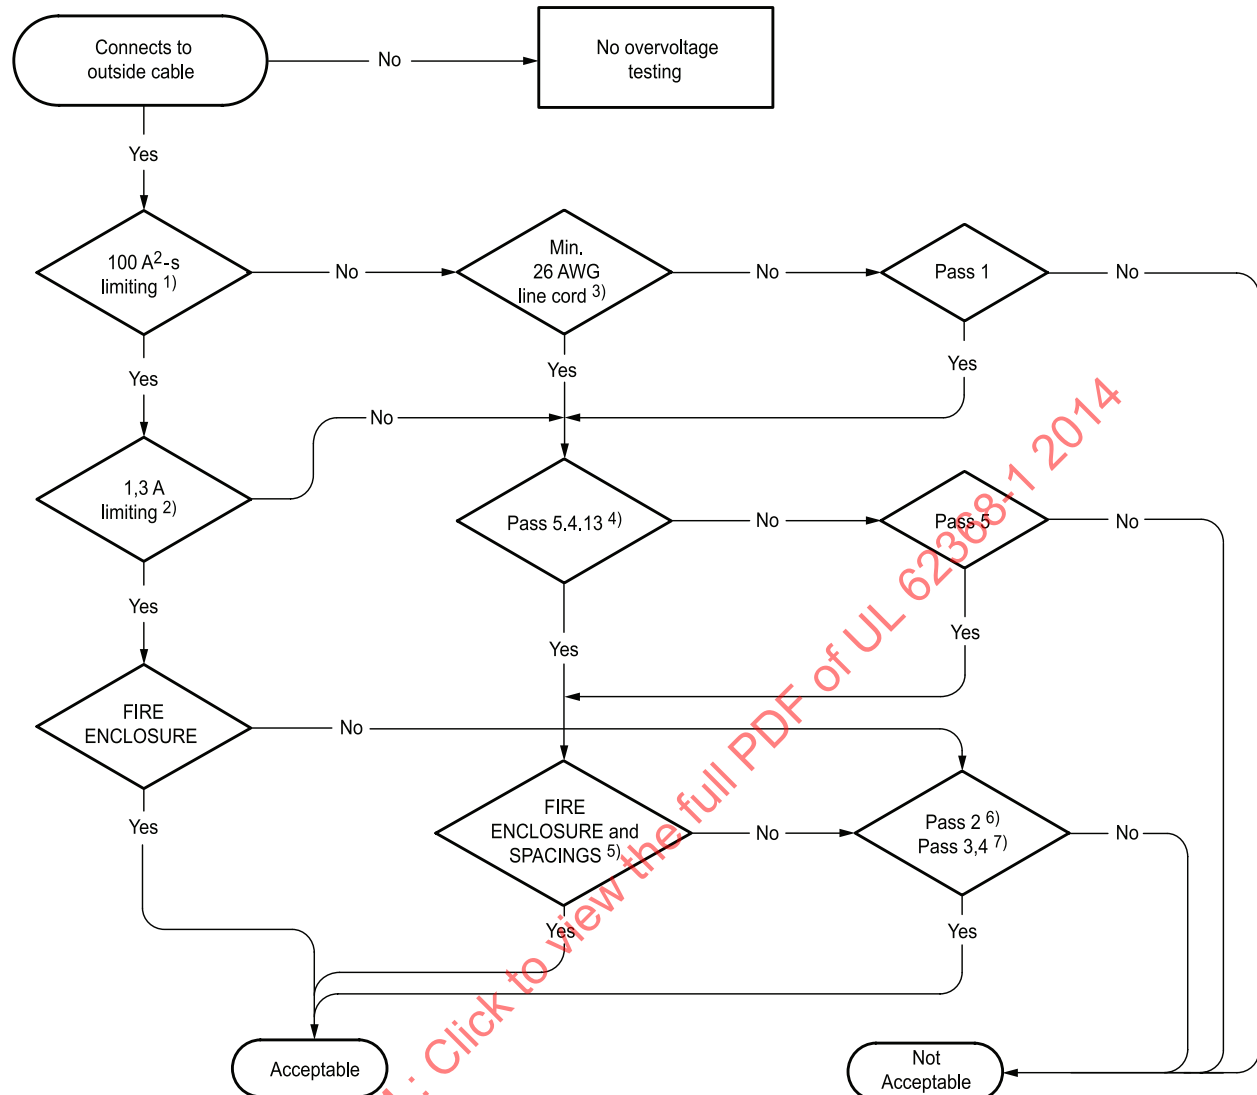 Connects to
outside cable
No
No overvoltage
testing
Yes
100 A²-s
limiting 1)
No
Min.
26 AWG
line cord 3)
No
Pass 1
No
Yes
Yes
Yes
No
1,3 A
limiting 2)
Pass 5.4.13 4)
No
Pass 5
No
Yes
Yes
Yes
FIRE
ENCLOSURE
No
Yes
FIRE
ENCLOSURE and
SPACINGS 5)
No
Pass 2 6)
Pass 3,4 7)
No
Yes
Yes
Acceptable
Not
Acceptable
: Click to view the full PDF of UL 62368-1 2014